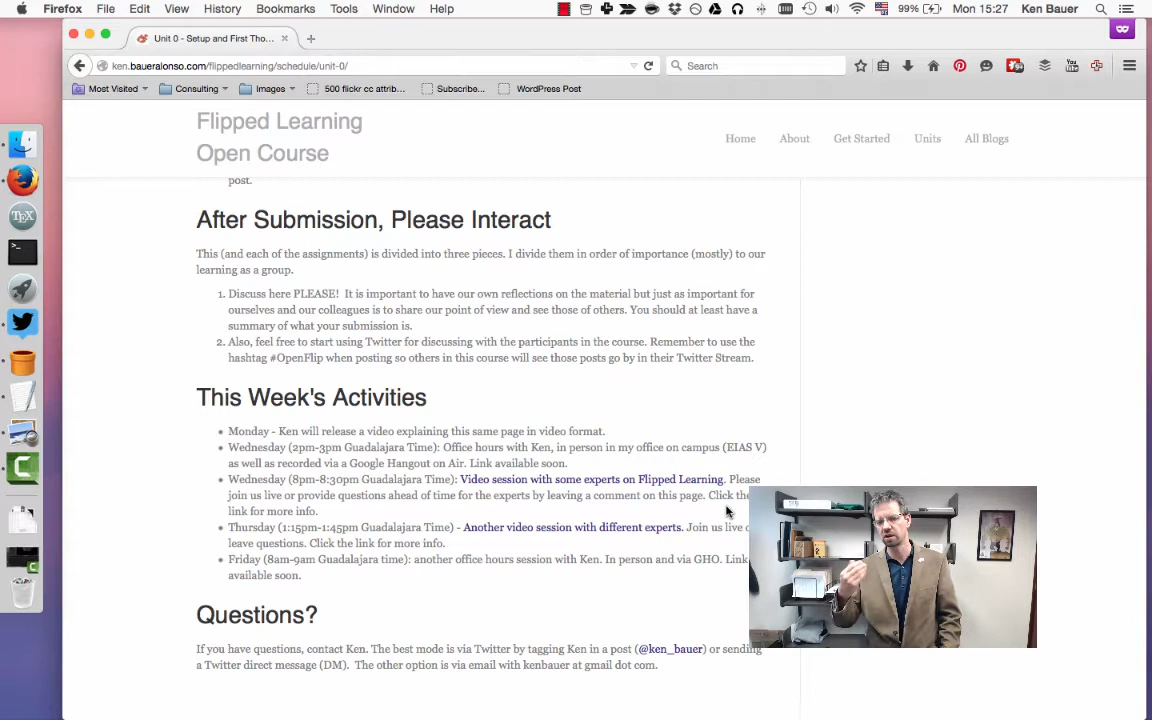 Firefox File Edit View History Bookmarks Tools Window Help 99% Mon 15:27 Ken Bauer
Unit 0 - Setup and First Tho...
ken.baueralonso.com/flippedlearning/schedule/unit-0/ Search
Most Visited Consulting Images 500 flickr cc attrib... Subscribe... WordPress Post
Flipped Learning
Open Course
Home About Get Started Units All Blogs
post.
After Submission, Please Interact
This (and each of the assignments) is divided into three pieces. I divide them in order of importance (mostly) to our
learning as a group.
1. Discuss here PLEASE! It is important to have our own reflections on the material but just as important for
ourselves and our colleagues is to share our point of view and see those of others. You should at least have a
summary of what your submission is.
2. Also, feel free to start using Twitter for discussing with the participants in the course. Remember to use the
hashtag #OpenFlip when posting so others in this course will see those posts go by in their Twitter Stream.
This Week's Activities
• Monday - Ken will release a video explaining this same page in video format.
• Wednesday (2pm-3pm Guadalajara Time): Office hours with Ken, in person in my office on campus (EIAS V)
as well as recorded via a Google Hangout on Air. Link available soon.
• Wednesday (8pm-8:30pm Guadalajara Time): Video session with some experts on Flipped Learning. Please
join us live or provide questions ahead of time for the experts by leaving a comment on this page. Click the
link for more info.
• Thursday (1:15pm-1:45pm Guadalajara Time) - Another video session with different experts. Join us live o
leave questions. Click the link for more info.
• Friday (8am-9am Guadalajara time): another office hours session with Ken. In person and via GHO. Link
available soon.
Questions?
If you have questions, contact Ken. The best mode is via Twitter by tagging Ken in a post (@ken_bauer) or sending
a Twitter direct message (DM). The other option is via email with kenbauer at gmail dot com.
TEX
You